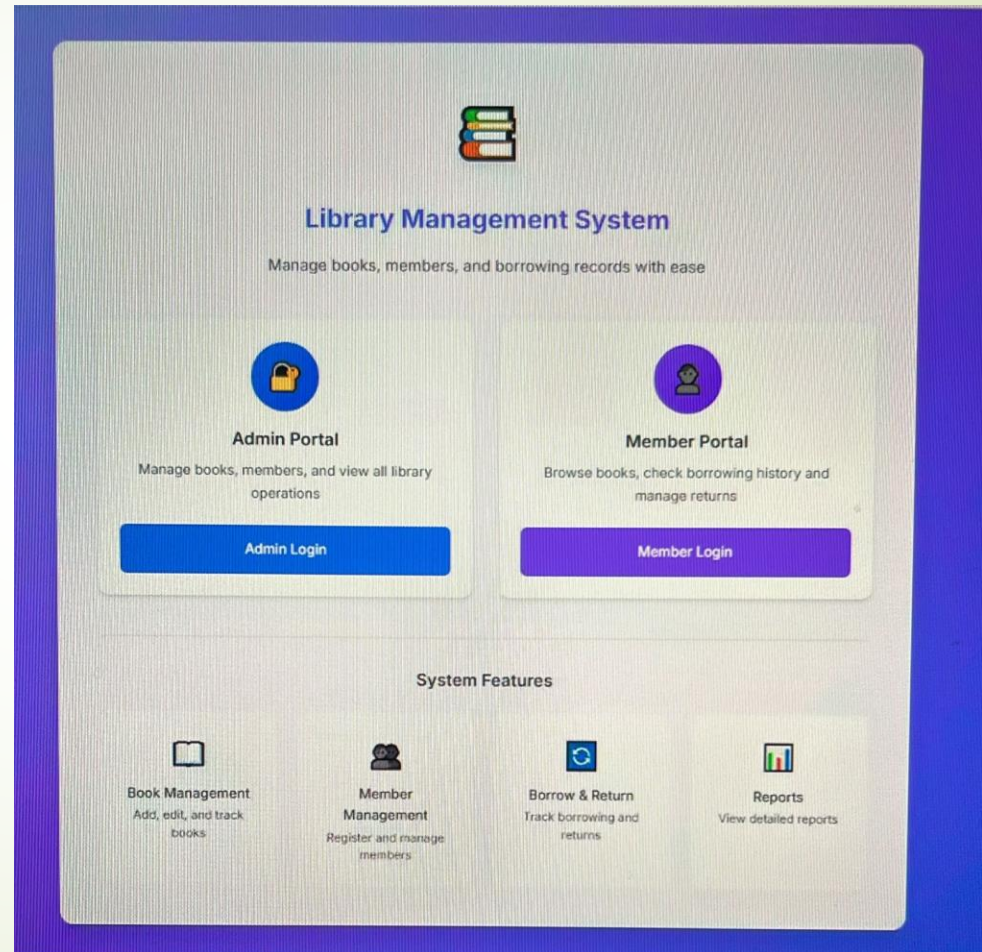 Library Management System
Manage books, members, and borrowing records with ease
Admin Portal
Manage books, members, and view all library
operations
Admin Login
Member Portal
Browse books, check borrowing history and
manage returns
Member Login
System Features
Book Management
Add, edit, and track
books
Member
Management
Register and manage
members
Borrow & Return
Track borrowing and
returns
Reports
View detailed reports